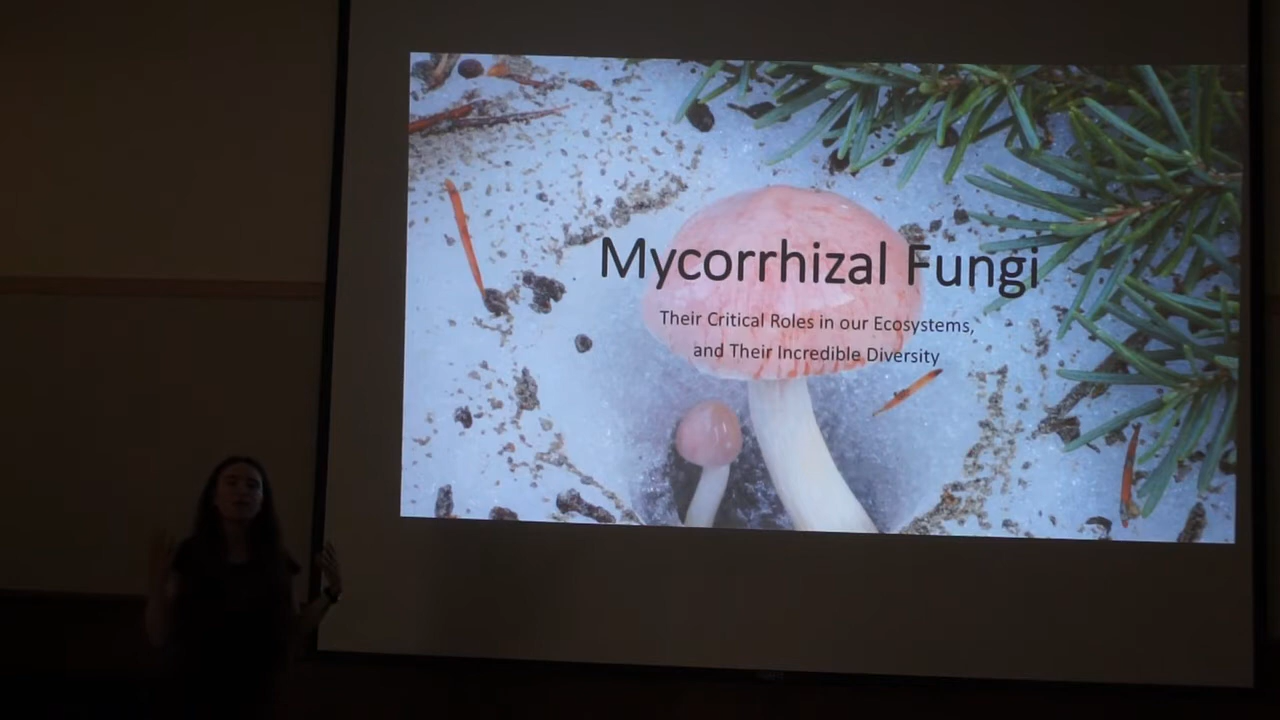 Mycorrhizal Fungi
Their Critical Roles in our Ecosystems,
and Their Incredible Diversity